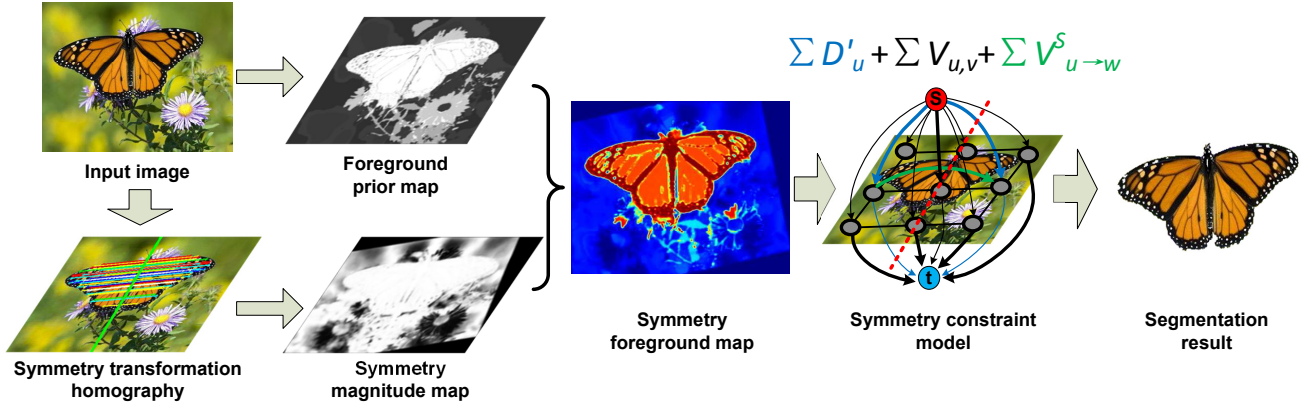 ∑ D'u + ∑ Vu,v + ∑ V^S u→w
S
Input image
Foreground
prior map
t
Symmetry
foreground map
Symmetry constraint
model
Segmentation
result
Symmetry transformation
homography
Symmetry
magnitude map